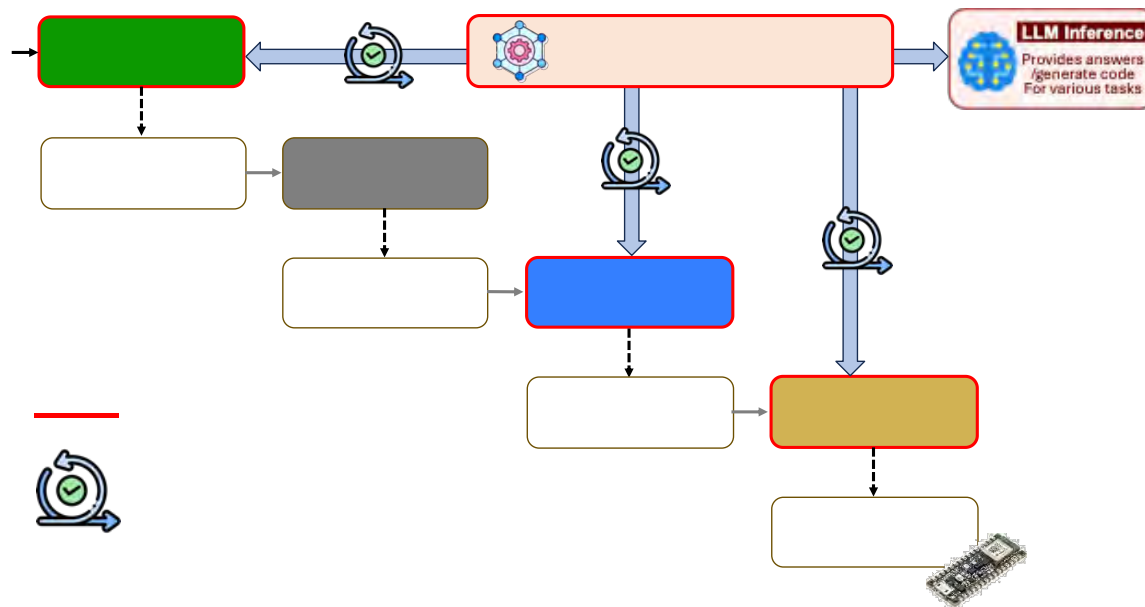 LLM Inference
Provides answers
/generate code
For various tasks